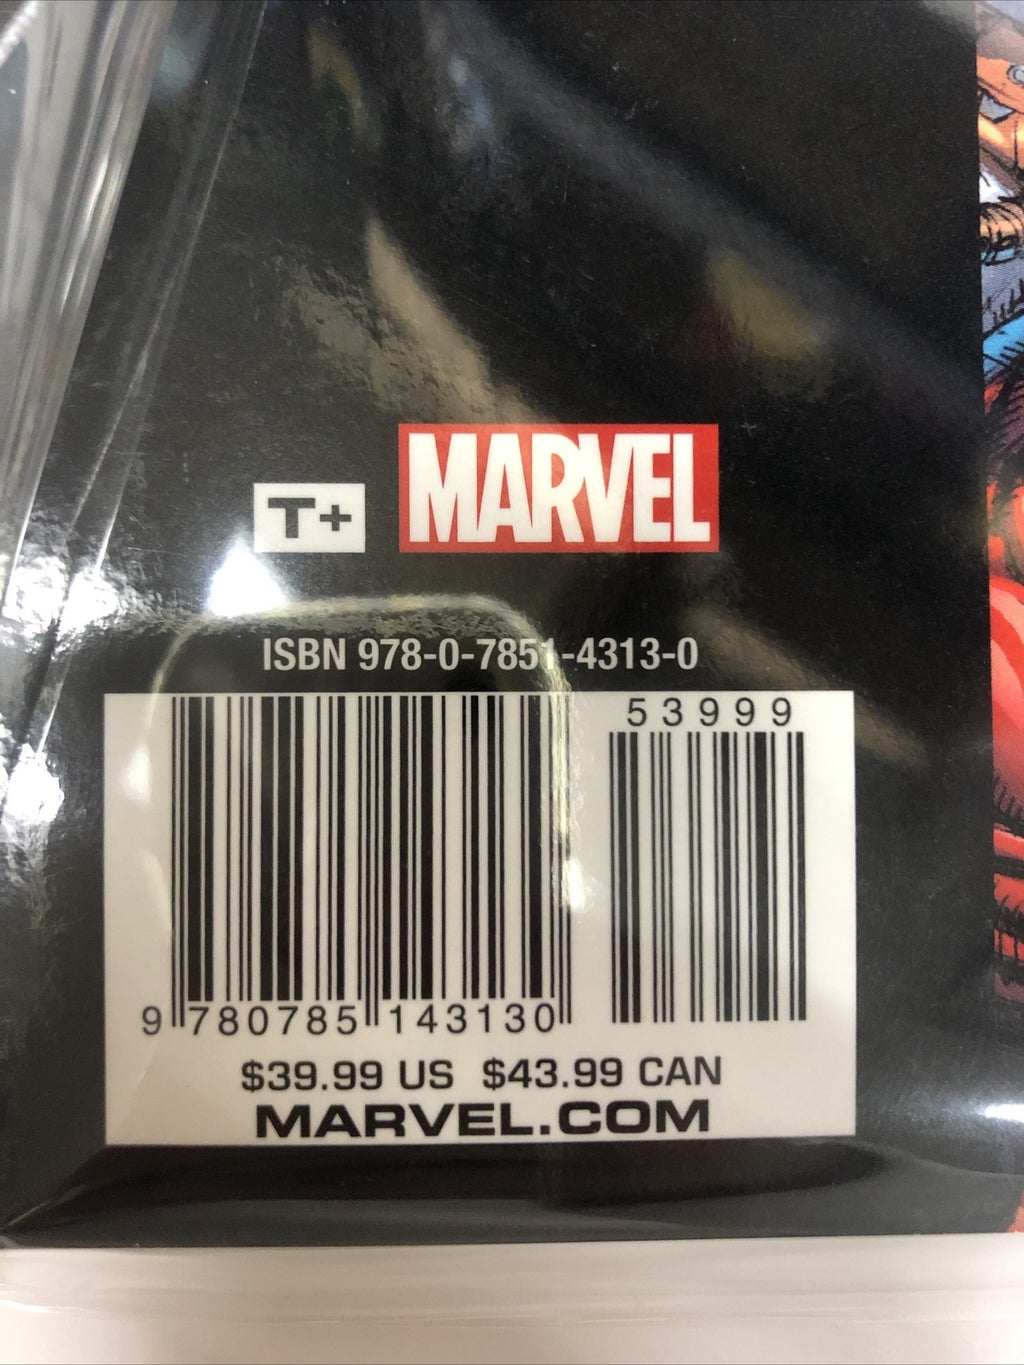 T+ MARVEL
ISBN 978-0-7851-4313-0
53999
9 780785 143130
$39.99 US $43.99 CAN
MARVEL.COM